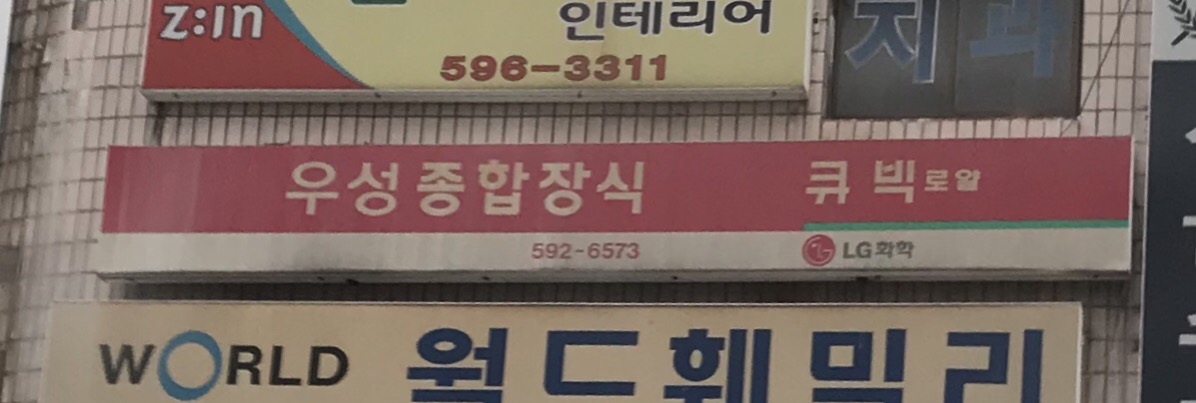 z:in
인테리어
596-3311
치과
우성종합장식 큐빅로얄
592-6573 LG화학
WORLD 월드훼밀리